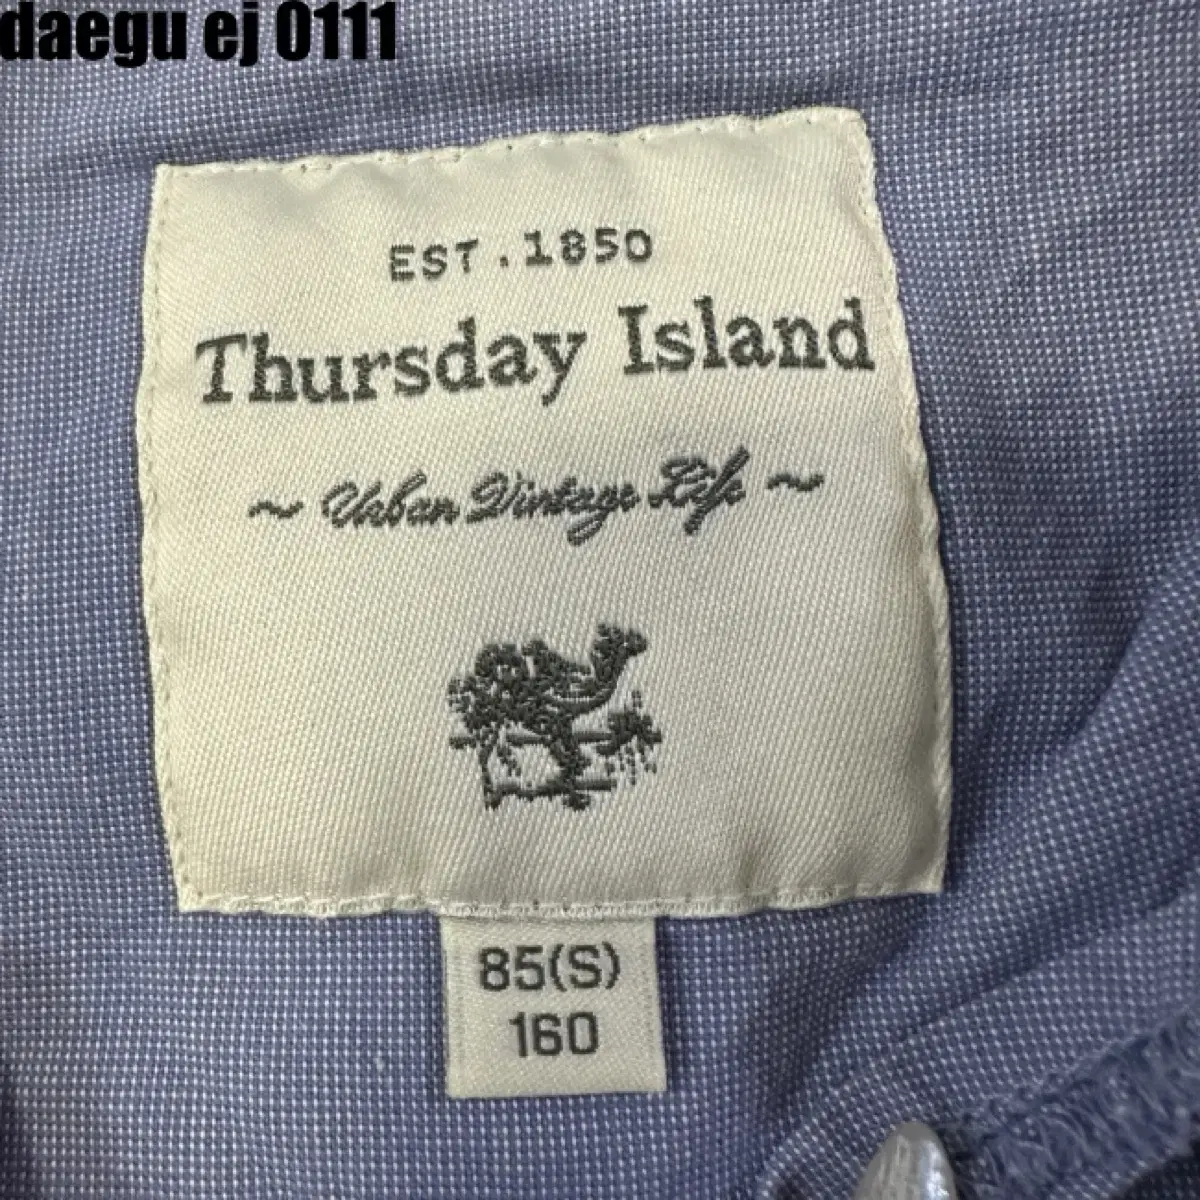 daegu ej 0111
EST.1850
Thursday Island
~ Urban Vintage Life ~
85(S)
160